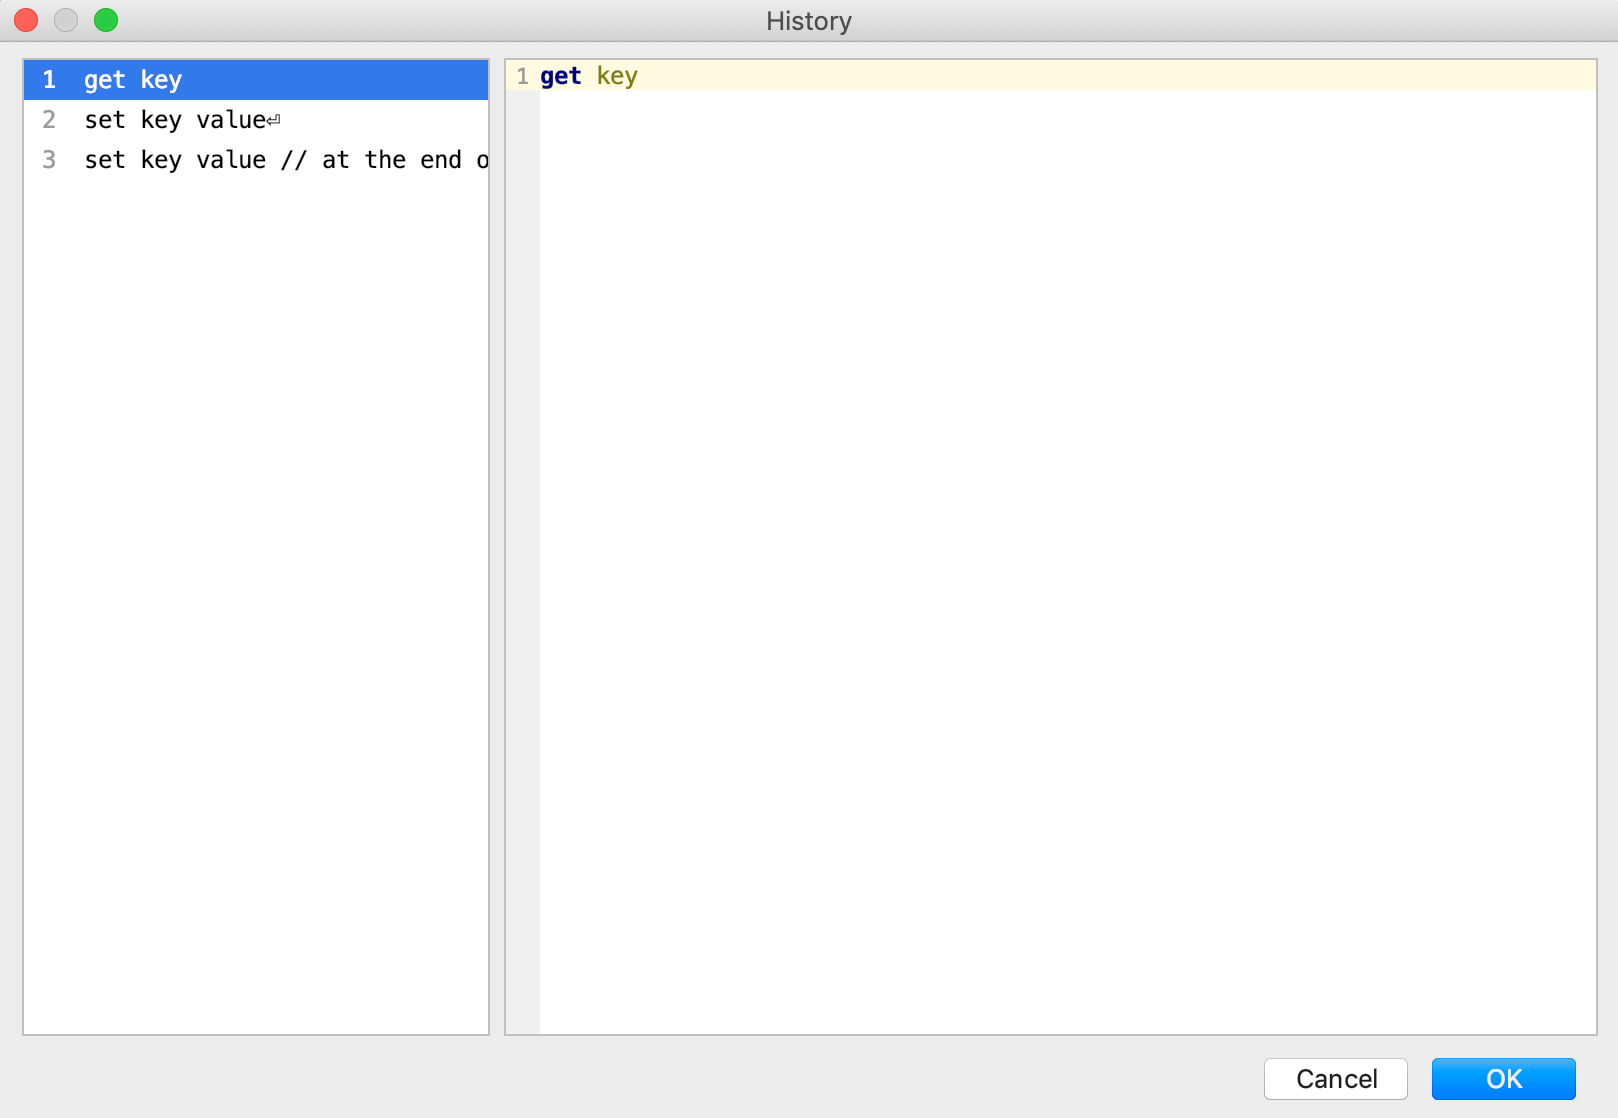 History
1 get key
2 set key value⏎
3 set key value // at the end
1 get key
Cancel
OK